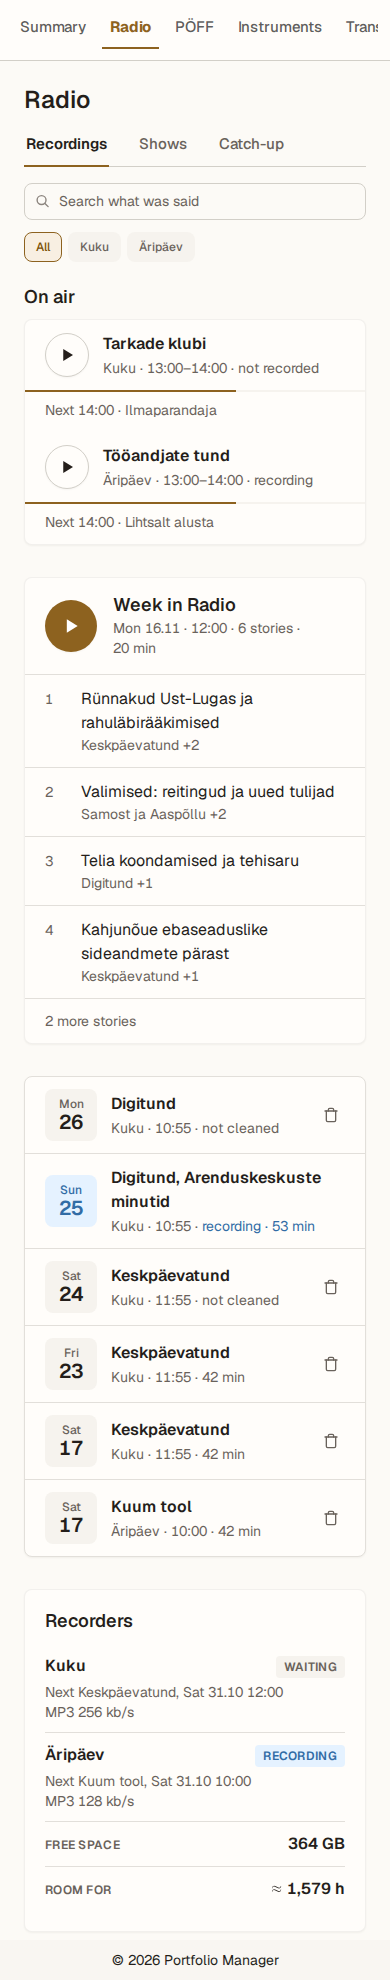 Summary Radio PÖFF Instruments Trans
Radio
Recordings Shows Catch-up
Search what was said
All Kuku Äripäev
On air
Tarkade klubi
Kuku · 13:00–14:00 · not recorded
Next 14:00 · Ilmaparandaja
Tööandjate tund
Äripäev · 13:00–14:00 · recording
Next 14:00 · Lihtsalt alusta
Week in Radio
Mon 16.11 · 12:00 · 6 stories ·
20 min
1 Rünnakud Ust-Lugas ja
rahuläbirääkimised
Keskpäevatund +2
2 Valimised: reitingud ja uued tulijad
Samost ja Aaspõllu +2
3 Telia koondamised ja tehisaru
Digitund +1
4 Kahjunõue ebaseaduslike
sideandmete pärast
Keskpäevatund +1
2 more stories
Mon
26
Digitund
Kuku · 10:55 · not cleaned
Sun
25
Digitund, Arenduskeskuste
minutid
Kuku · 10:55 · recording · 53 min
Sat
24
Keskpäevatund
Kuku · 11:55 · not cleaned
Fri
23
Keskpäevatund
Kuku · 11:55 · 42 min
Sat
17
Keskpäevatund
Kuku · 11:55 · 42 min
Sat
17
Kuum tool
Äripäev · 10:00 · 42 min
Recorders
Kuku WAITING
Next Keskpäevatund, Sat 31.10 12:00
MP3 256 kb/s
Äripäev RECORDING
Next Kuum tool, Sat 31.10 10:00
MP3 128 kb/s
FREE SPACE 364 GB
ROOM FOR ≈ 1,579 h
© 2026 Portfolio Manager